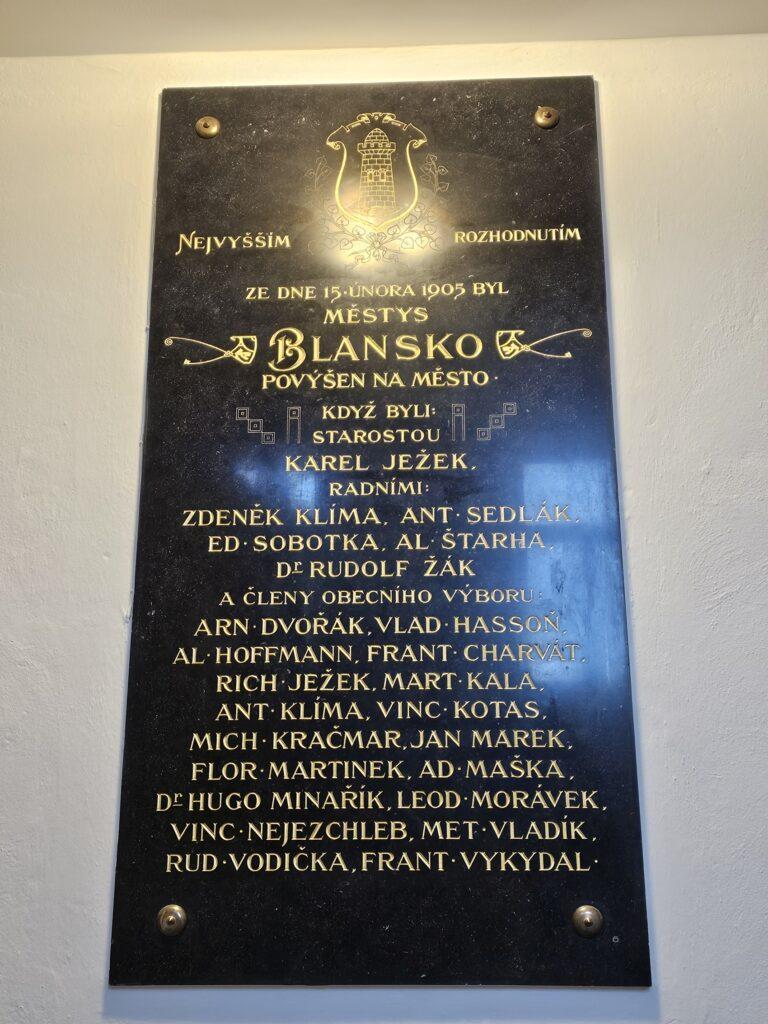 NEJVYŠŠÍM ROZHODNUTÍM
ZE DNE 15·ÚNORA 1905 BYL
MĚSTYS
BLANSKO
POVÝŠEN NA MĚSTO·
KDYŽ BYLI:
STAROSTOU
KAREL JEŽEK,
RADNÍMI:
ZDENĚK KLÍMA, ANT·SEDLÁK,
ED·SOBOTKA, AL·ŠTARHA,
Dr RUDOLF ŽÁK
A ČLENY OBECNÍHO VÝBORU:
ARN·DVOŘÁK, VLAD·HASSOŇ,
AL·HOFFMANN, FRANT·CHARVÁT,
RICH·JEŽEK, MART·KALA,
ANT·KLÍMA, VINC·KOTAS,
MICH·KRAČMAR, JAN MAREK,
FLOR·MARTINEK, AD·MAŠKA,
Dr HUGO MINAŘÍK, LEOD·MORÁVEK,
VINC·NEJEZCHLEB, MET·VLADÍK,
RUD·VODIČKA, FRANT·VYKYDAL·